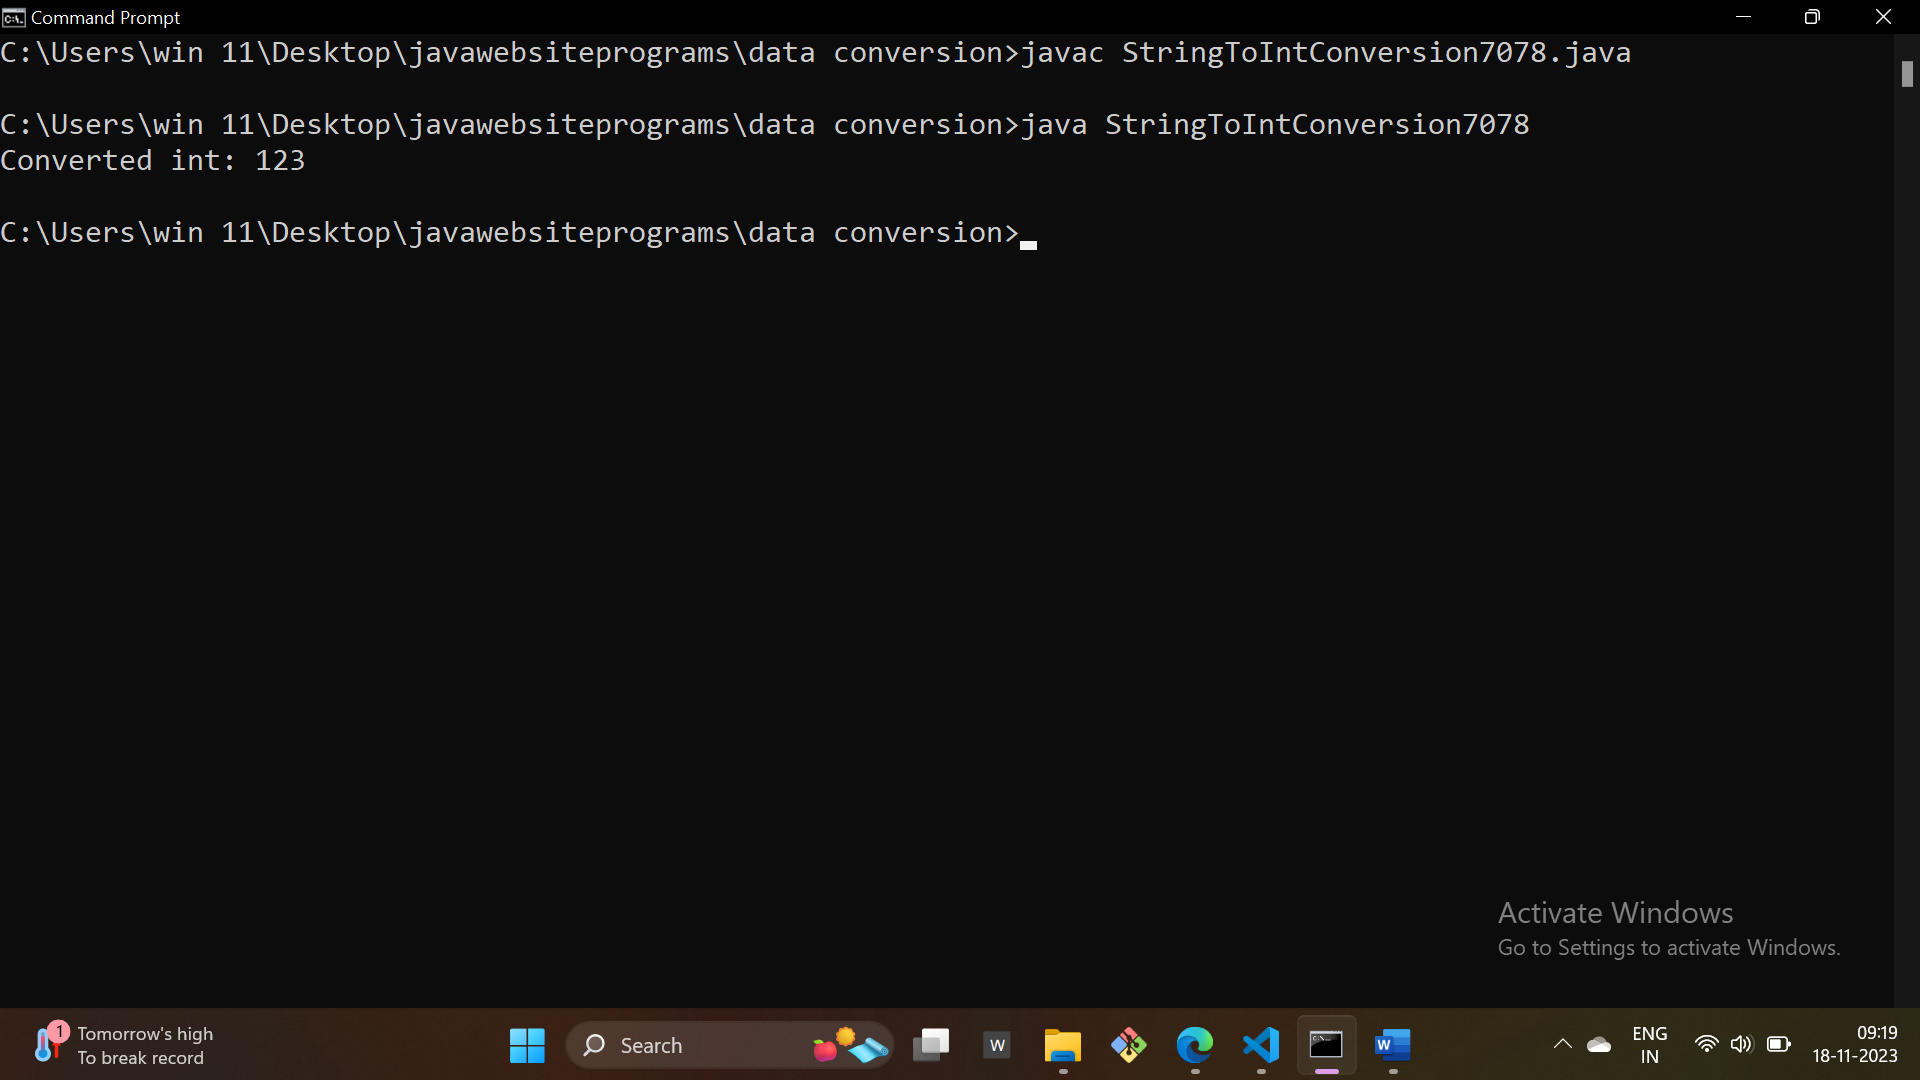 Command Prompt
C:\Users\win 11\Desktop\javawebsiteprograms\data conversion>javac StringToIntConversion7078.java
C:\Users\win 11\Desktop\javawebsiteprograms\data conversion>java StringToIntConversion7078
Converted int: 123
C:\Users\win 11\Desktop\javawebsiteprograms\data conversion>
Activate Windows
Go to Settings to activate Windows.
1
Tomorrow's high
To break record
Search
W
W
ENG
IN
09:19
18-11-2023